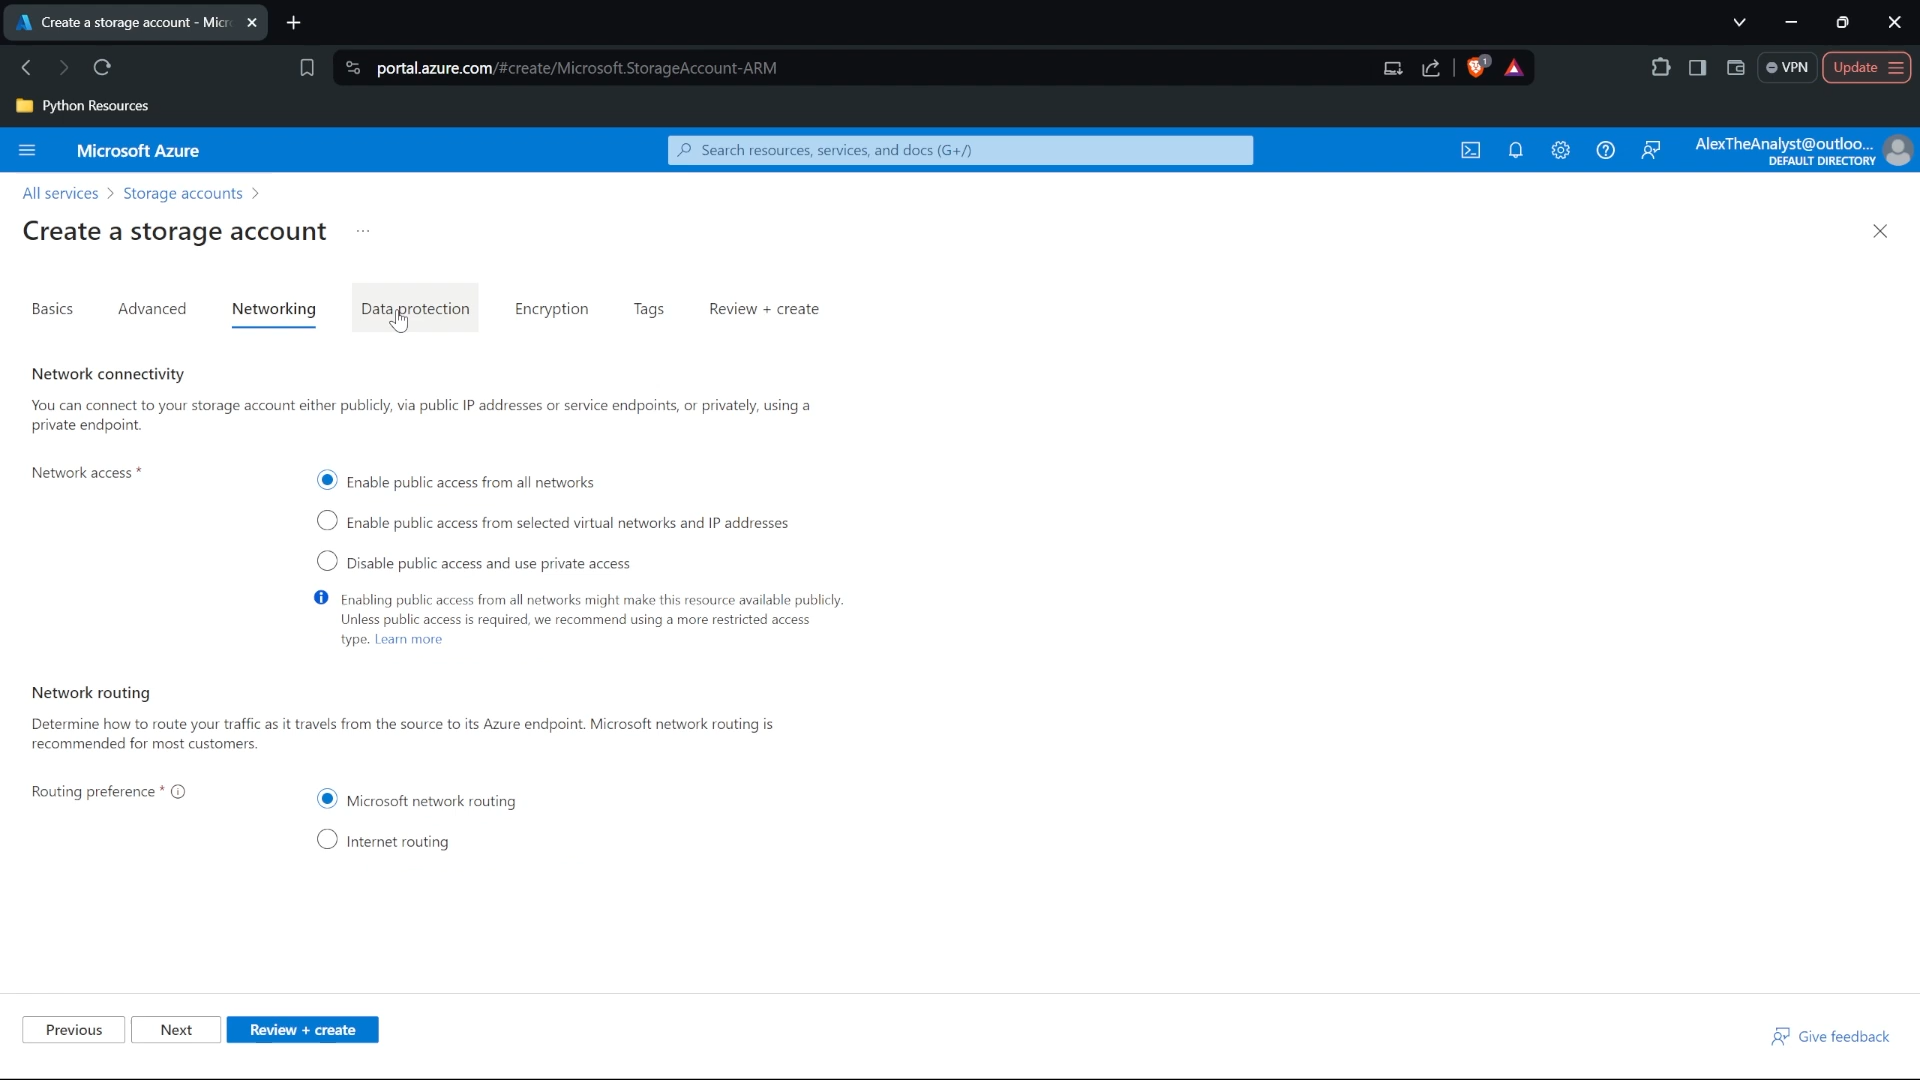 Create a storage account - Micr
portal.azure.com/#create/Microsoft.StorageAccount-ARM
1
VPN
Update
Python Resources
Microsoft Azure
Search resources, services, and docs (G+/)
AlexTheAnalyst@outloo...
DEFAULT DIRECTORY
All services > Storage accounts >
Create a storage account ...
Basics Advanced Networking Data protection Encryption Tags Review + create
Network connectivity
You can connect to your storage account either publicly, via public IP addresses or service endpoints, or privately, using a
private endpoint.
Network access *
Enable public access from all networks
Enable public access from selected virtual networks and IP addresses
Disable public access and use private access
Enabling public access from all networks might make this resource available publicly.
Unless public access is required, we recommend using a more restricted access
type. Learn more
Network routing
Determine how to route your traffic as it travels from the source to its Azure endpoint. Microsoft network routing is
recommended for most customers.
Routing preference *
Microsoft network routing
Internet routing
Previous Next Review + create
Give feedback